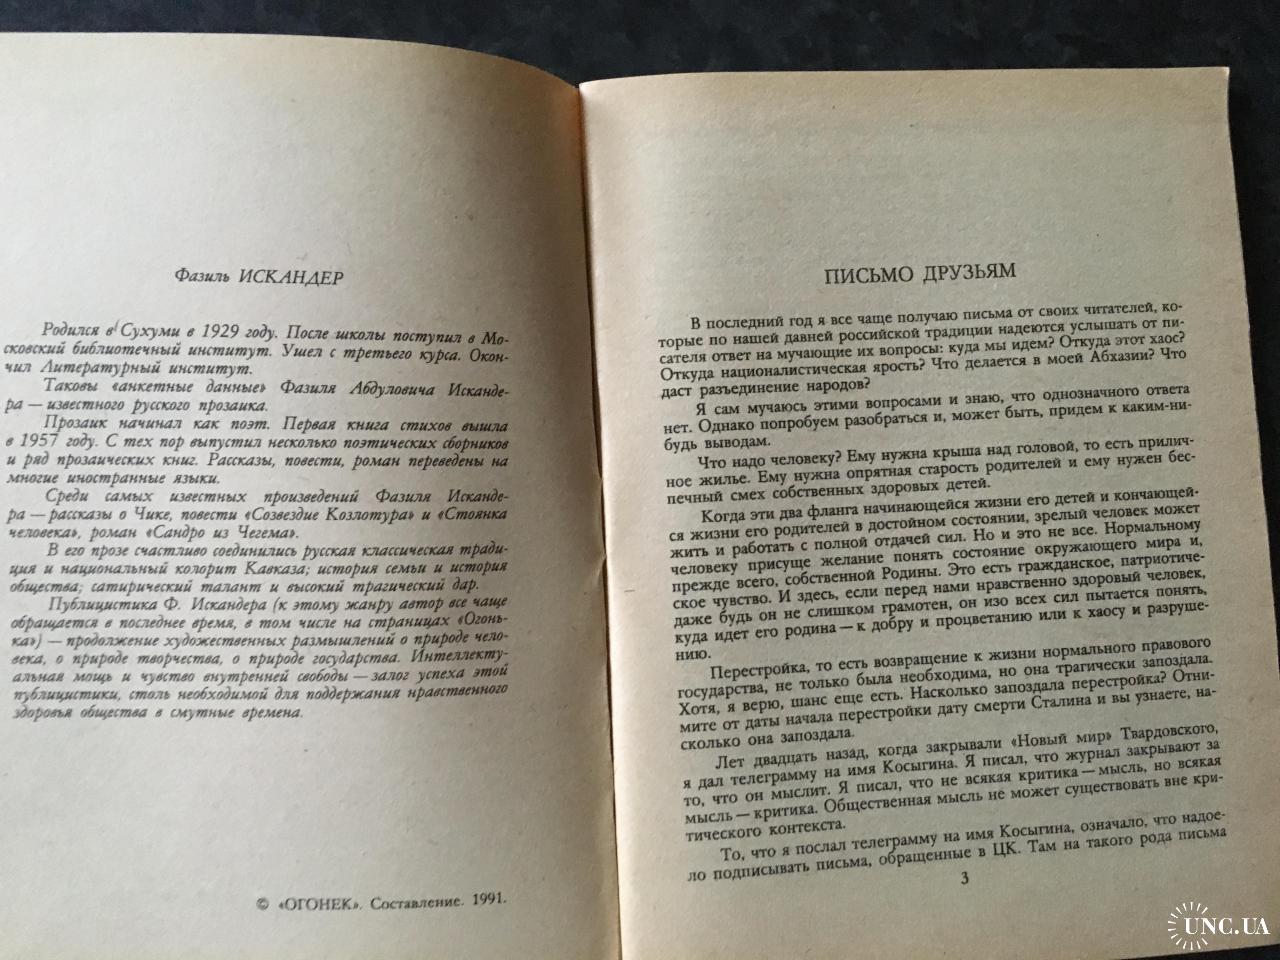 Фазиль ИСКАНДЕР
Родился в Сухуми в 1929 году. После школы поступил в Мо-
сковский библиотечный институт. Ушел с третьего курса. Окон-
чил Литературный институт.
Таковы «анкетные данные» Фазиля Абдуловича Исканде-
ра — известного русского прозаика.
Прозаик начинал как поэт. Первая книга стихов вышла
в 1957 году. С тех пор выпустил несколько поэтических сборников
и ряд прозаических книг. Рассказы, повести, роман переведены на
многие иностранные языки.
Среди самых известных произведений Фазиля Исканде-
ра — рассказы о Чике, повести «Созвездие Козлотура» и «Стоянка
человека», роман «Сандро из Чегема».
В его прозе счастливо соединились русская классическая тради-
ция и национальный колорит Кавказа; история семьи и история
общества; сатирический талант и высокий трагический дар.
Публицистика Ф. Искандера (к этому жанру автор все чаще
обращается в последнее время, в том числе на страницах «Огонь-
ка») — продолжение художественных размышлений о природе чело-
века, о природе творчества, о природе государства. Интеллекту-
альная мощь и чувство внутренней свободы — залог успеха этой
публицистики, столь необходимой для поддержания нравственного
здоровья общества в смутные времена.
© «ОГОНЕК». Составление. 1991.
ПИСЬМО ДРУЗЬЯМ
В последний год я все чаще получаю письма от своих читателей, ко-
торые по нашей давней российской традиции надеются услышать от пи-
сателя ответ на мучающие их вопросы: куда мы идем? Откуда этот хаос?
Откуда националистическая ярость? Что делается в моей Абхазии? Что
даст разъединение народов?
Я сам мучаюсь этими вопросами и знаю, что однозначного ответа
нет. Однако попробуем разобраться и, может быть, придем к каким-ни-
будь выводам.
Что надо человеку? Ему нужна крыша над головой, то есть прилич-
ное жилье. Ему нужна опрятная старость родителей и ему нужен бес-
печный смех собственных здоровых детей.
Когда эти два фланга начинающейся жизни его детей и кончающей-
ся жизни его родителей в достойном состоянии, зрелый человек может
жить и работать с полной отдачей сил. Но и это не все. Нормальному
человеку присуще желание понять состояние окружающего мира и,
прежде всего, собственной Родины. Это есть гражданское, патриотиче-
ское чувство. И здесь, если перед нами нравственно здоровый человек,
даже будь он не слишком грамотен, он изо всех сил пытается понять,
куда идет его родина — к добру и процветанию или к хаосу и разруше-
нию.
Перестройка, то есть возвращение к жизни нормального правового
государства, не только была необходима, но она трагически запоздала.
Хотя, я верю, шанс еще есть. Насколько запоздала перестройка? Отни-
мите от даты начала перестройки дату смерти Сталина и вы узнаете, на-
сколько она запоздала.
Лет двадцать назад, когда закрывали «Новый мир» Твардовского,
я дал телеграмму на имя Косыгина. Я писал, что журнал закрывают за
то, что он мыслит. Я писал, что не всякая критика — мысль, но всякая
мысль — критика. Общественная мысль не может существовать вне кри-
тического контекста.
То, что я послал телеграмму на имя Косыгина, означало, что надое-
ло подписывать письма, обращенные в ЦК. Там на такого рода письма
3
UNC.UA